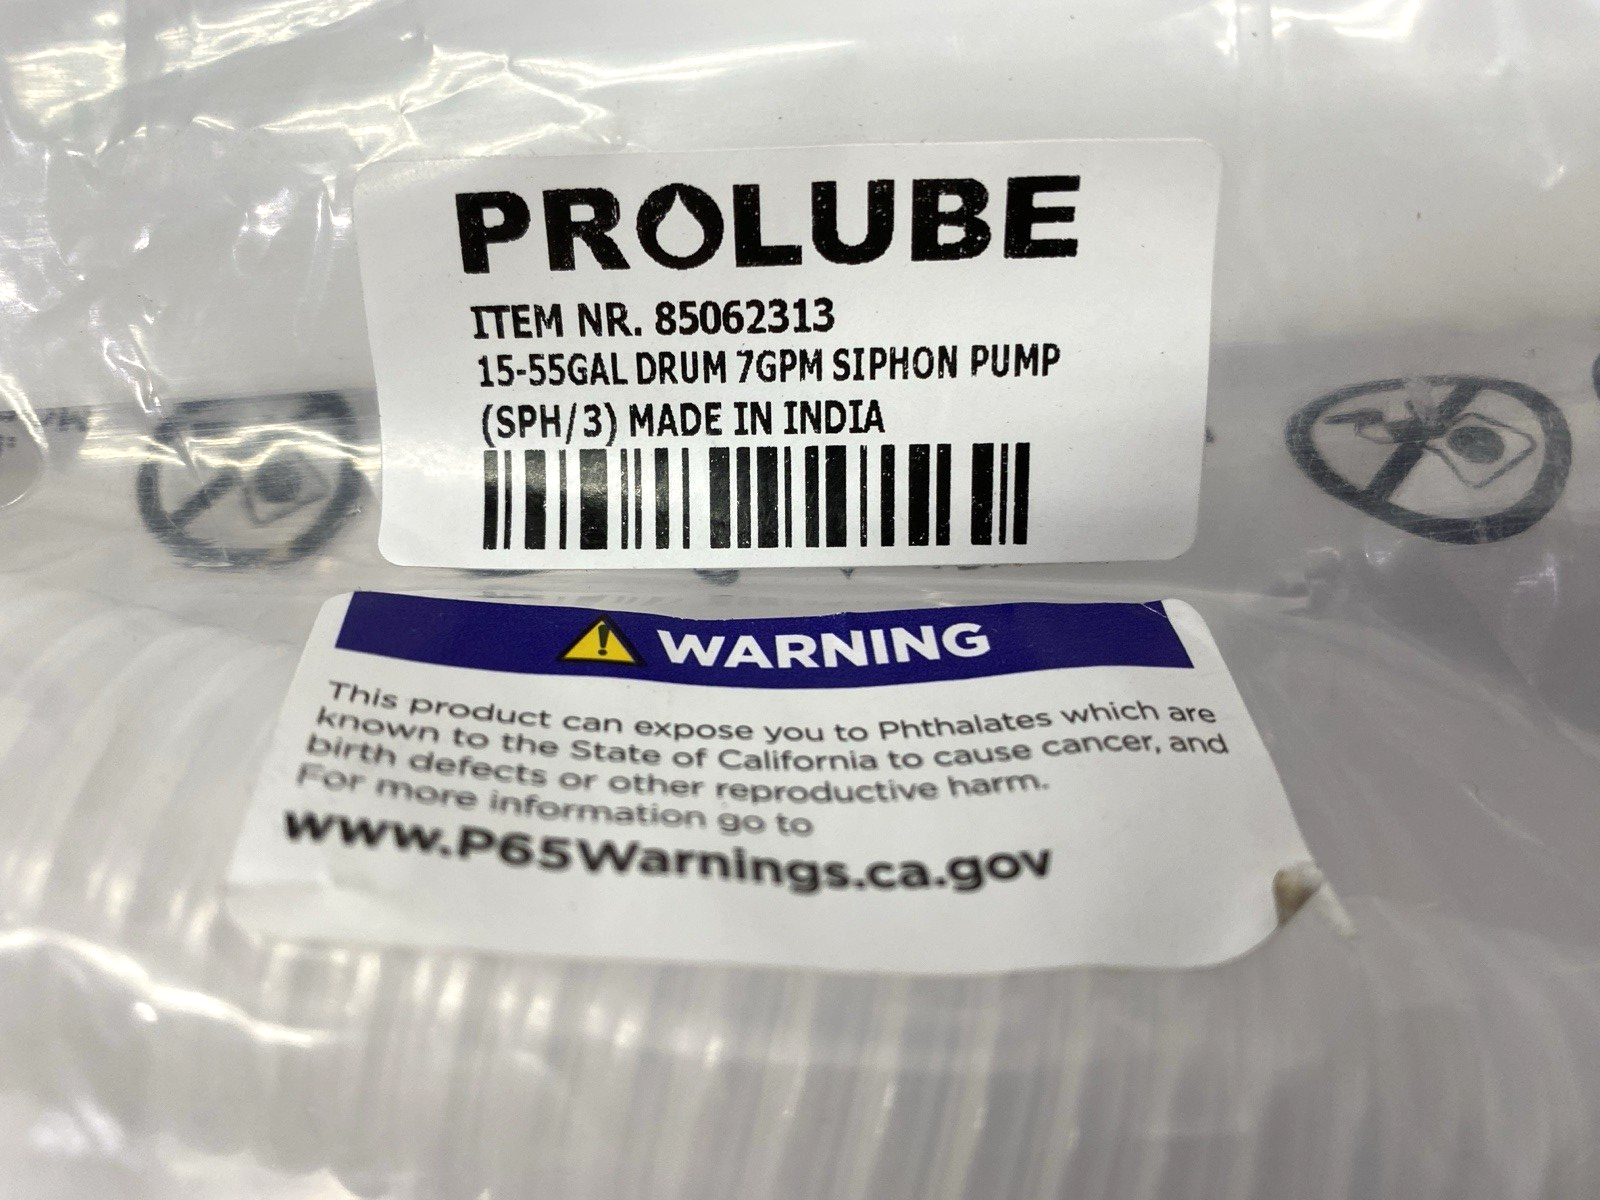 PROLUBE
ITEM NR. 85062313
15-55GAL DRUM 7GPM SIPHON PUMP
(SPH/3) MADE IN INDIA
WARNING
This product can expose you to Phthalates which are
known to the State of California to cause cancer, and
birth defects or other reproductive harm.
For more information go to
www.P65Warnings.ca.gov